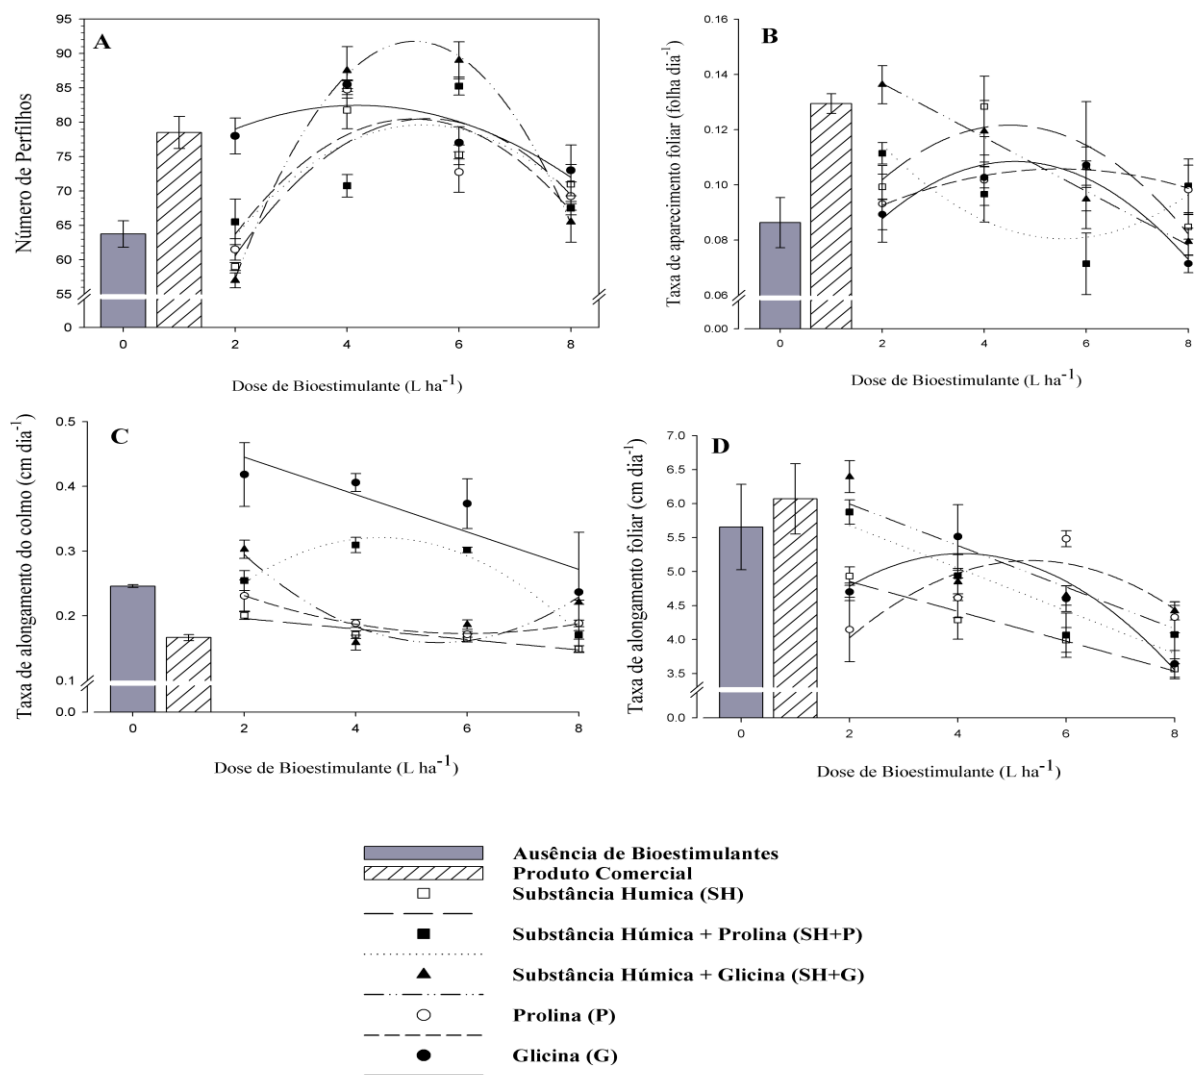 A
Número de Perfilhos
95
90
85
80
75
70
65
60
55
0
0
2
4
6
8
Dose de Bioestimulante (L ha-1)
B
Taxa de aparecimento foliar (folha dia-1)
0.16
0.14
0.12
0.10
0.08
0.06
0.00
0
2
4
6
8
Dose de Bioestimulante (L ha-1)
C
Taxa de alongamento do colmo (cm dia-1)
0.5
0.4
0.3
0.2
0.1
0.0
0
2
4
6
8
Dose de Bioestimulante (L ha-1)
D
Taxa de alongamento foliar (cm dia-1)
7.0
6.5
6.0
5.5
5.0
4.5
4.0
3.5
0.0
0
2
4
6
8
Dose de Bioestimulante (L ha-1)
Ausência de Bioestimulantes
Produto Comercial
Substância Humica (SH)
Substância Húmica + Prolina (SH+P)
Substância Húmica + Glicina (SH+G)
Prolina (P)
Glicina (G)